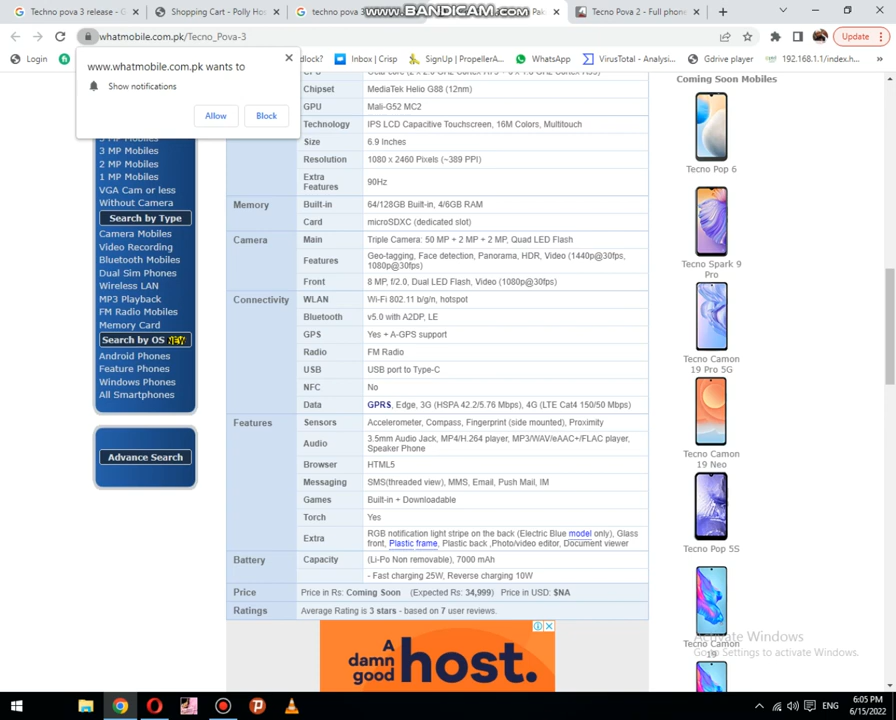 Techno pova 3 release - G
Shopping Cart - Polly Ho
techno pova 3
WWW.BANDICAM.COM
Pak
Tecno Pova 2 - Full phone
whatmobile.com.pk/Tecno_Pova-3
Update
Login
dlock?
Inbox | Crisp
SignUp | PropellerA...
WhatsApp
VirusTotal - Analysi...
Gdrive player
192.168.1.1/index.h...
www.whatmobile.com.pk wants to
Show notifications
Allow
Block
3 MP Mobiles
2 MP Mobiles
1 MP Mobiles
VGA Cam or less
Without Camera
Search by Type
Camera Mobiles
Video Recording
Bluetooth Mobiles
Dual Sim Phones
Wireless LAN
MP3 Playback
FM Radio Mobiles
Memory Card
Search by OS NEW
Android Phones
Feature Phones
Windows Phones
All Smartphones
Advance Search
Chipset MediaTek Helio G88 (12nm)
GPU Mali-G52 MC2
Technology IPS LCD Capacitive Touchscreen, 16M Colors, Multitouch
Size 6.9 Inches
Resolution 1080 x 2460 Pixels (~389 PPI)
Extra
Features 90Hz
Memory Built-in 64/128GB Built-in, 4/6GB RAM
Card microSDXC (dedicated slot)
Camera Main Triple Camera: 50 MP + 2 MP + 2 MP, Quad LED Flash
Features Geo-tagging, Face detection, Panorama, HDR, Video (1440p@30fps,
1080p@30fps)
Front 8 MP, f/2.0, Dual LED Flash, Video (1080p@30fps)
Connectivity WLAN Wi-Fi 802.11 b/g/n, hotspot
Bluetooth v5.0 with A2DP, LE
GPS Yes + A-GPS support
Radio FM Radio
USB USB port to Type-C
NFC No
Data GPRS, Edge, 3G (HSPA 42.2/5.76 Mbps), 4G (LTE Cat4 150/50 Mbps)
Features Sensors Accelerometer, Compass, Fingerprint (side mounted), Proximity
Audio 3.5mm Audio Jack, MP4/H.264 player, MP3/WAV/eAAC+/FLAC player,
Speaker Phone
Browser HTML5
Messaging SMS(threaded view), MMS, Email, Push Mail, IM
Games Built-in + Downloadable
Torch Yes
Extra RGB notification light stripe on the back (Electric Blue model only), Glass
front, Plastic frame, Plastic back ,Photo/video editor, Document viewer
Battery Capacity (Li-Po Non removable), 7000 mAh
- Fast charging 25W, Reverse charging 10W
Price Price in Rs: Coming Soon (Expected Rs: 34,999) Price in USD: $NA
Ratings Average Rating is 3 stars - based on 7 user reviews.
A
damn
good host.
Coming Soon Mobiles
Tecno Pop 6
Tecno Spark 9
Pro
Tecno Camon
19 Pro 5G
Tecno Camon
19 Neo
Tecno Pop 5S
Tecno Camon
19
Activate Windows
Go to Settings to activate Windows.
ENG
6:05 PM
6/15/2022